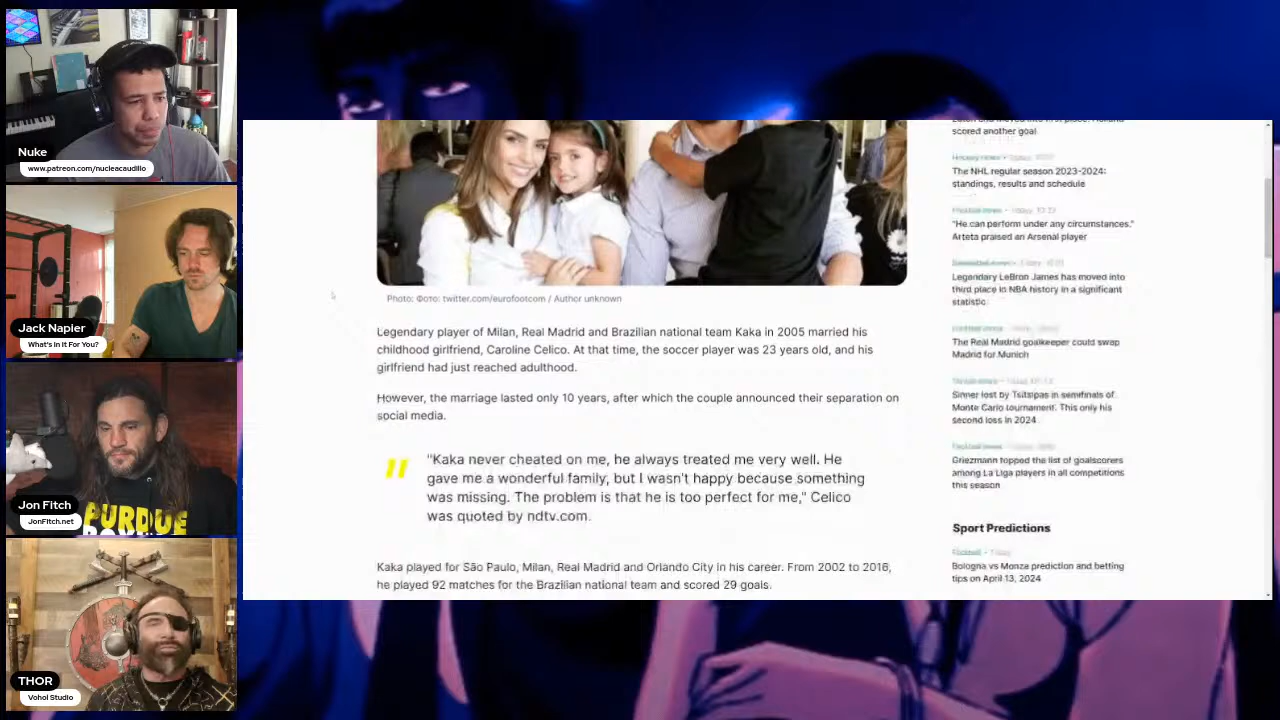 Nuke
www.patreon.com/nucleacaudillo
Jack Napier
What's In It For You?
Jon Fitch
JonFitch.net
PURDUE
THOR
Vohol Studio
Photo: Фото: twitter.com/eurofootcom / Author unknown
Legendary player of Milan, Real Madrid and Brazilian national team Kaka in 2005 married his
childhood girlfriend, Caroline Celico. At that time, the soccer player was 23 years old, and his
girlfriend had just reached adulthood.
However, the marriage lasted only 10 years, after which the couple announced their separation on
social media.
"Kaka never cheated on me, he always treated me very well. He
gave me a wonderful family, but I wasn't happy because something
was missing. The problem is that he is too perfect for me," Celico
was quoted by ndtv.com.
Kaka played for São Paulo, Milan, Real Madrid and Orlando City in his career. From 2002 to 2016,
he played 92 matches for the Brazilian national team and scored 29 goals.
scored another goal
The NHL regular season 2023-2024:
standings, results and schedule
"He can perform under any circumstances."
Arteta praised an Arsenal player
Legendary LeBron James has moved into
third place in NBA history in a significant
statistic
The Real Madrid goalkeeper could swap
Madrid for Munich
Sinner lost by Tsitsipas in semifinals of
Monte Carlo tournament. This only his
second loss in 2024
Griezmann topped the list of goalscorers
among La Liga players in all competitions
this season
Sport Predictions
Football
Bologna vs Monza prediction and betting
tips on April 13, 2024